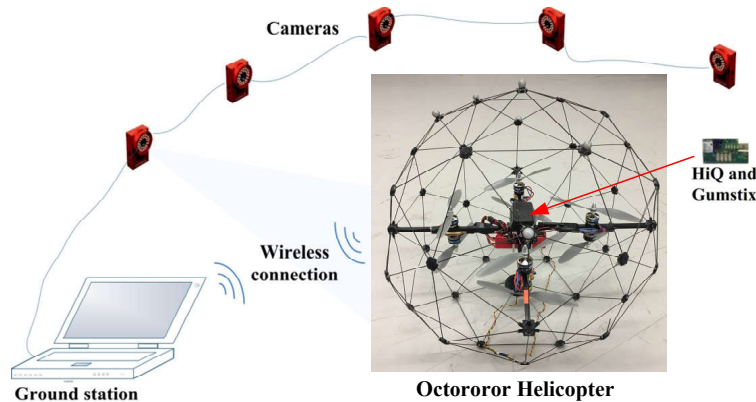 Cameras
HiQ and
Gumstix
Wireless
connection
Ground station
Octororor Helicopter